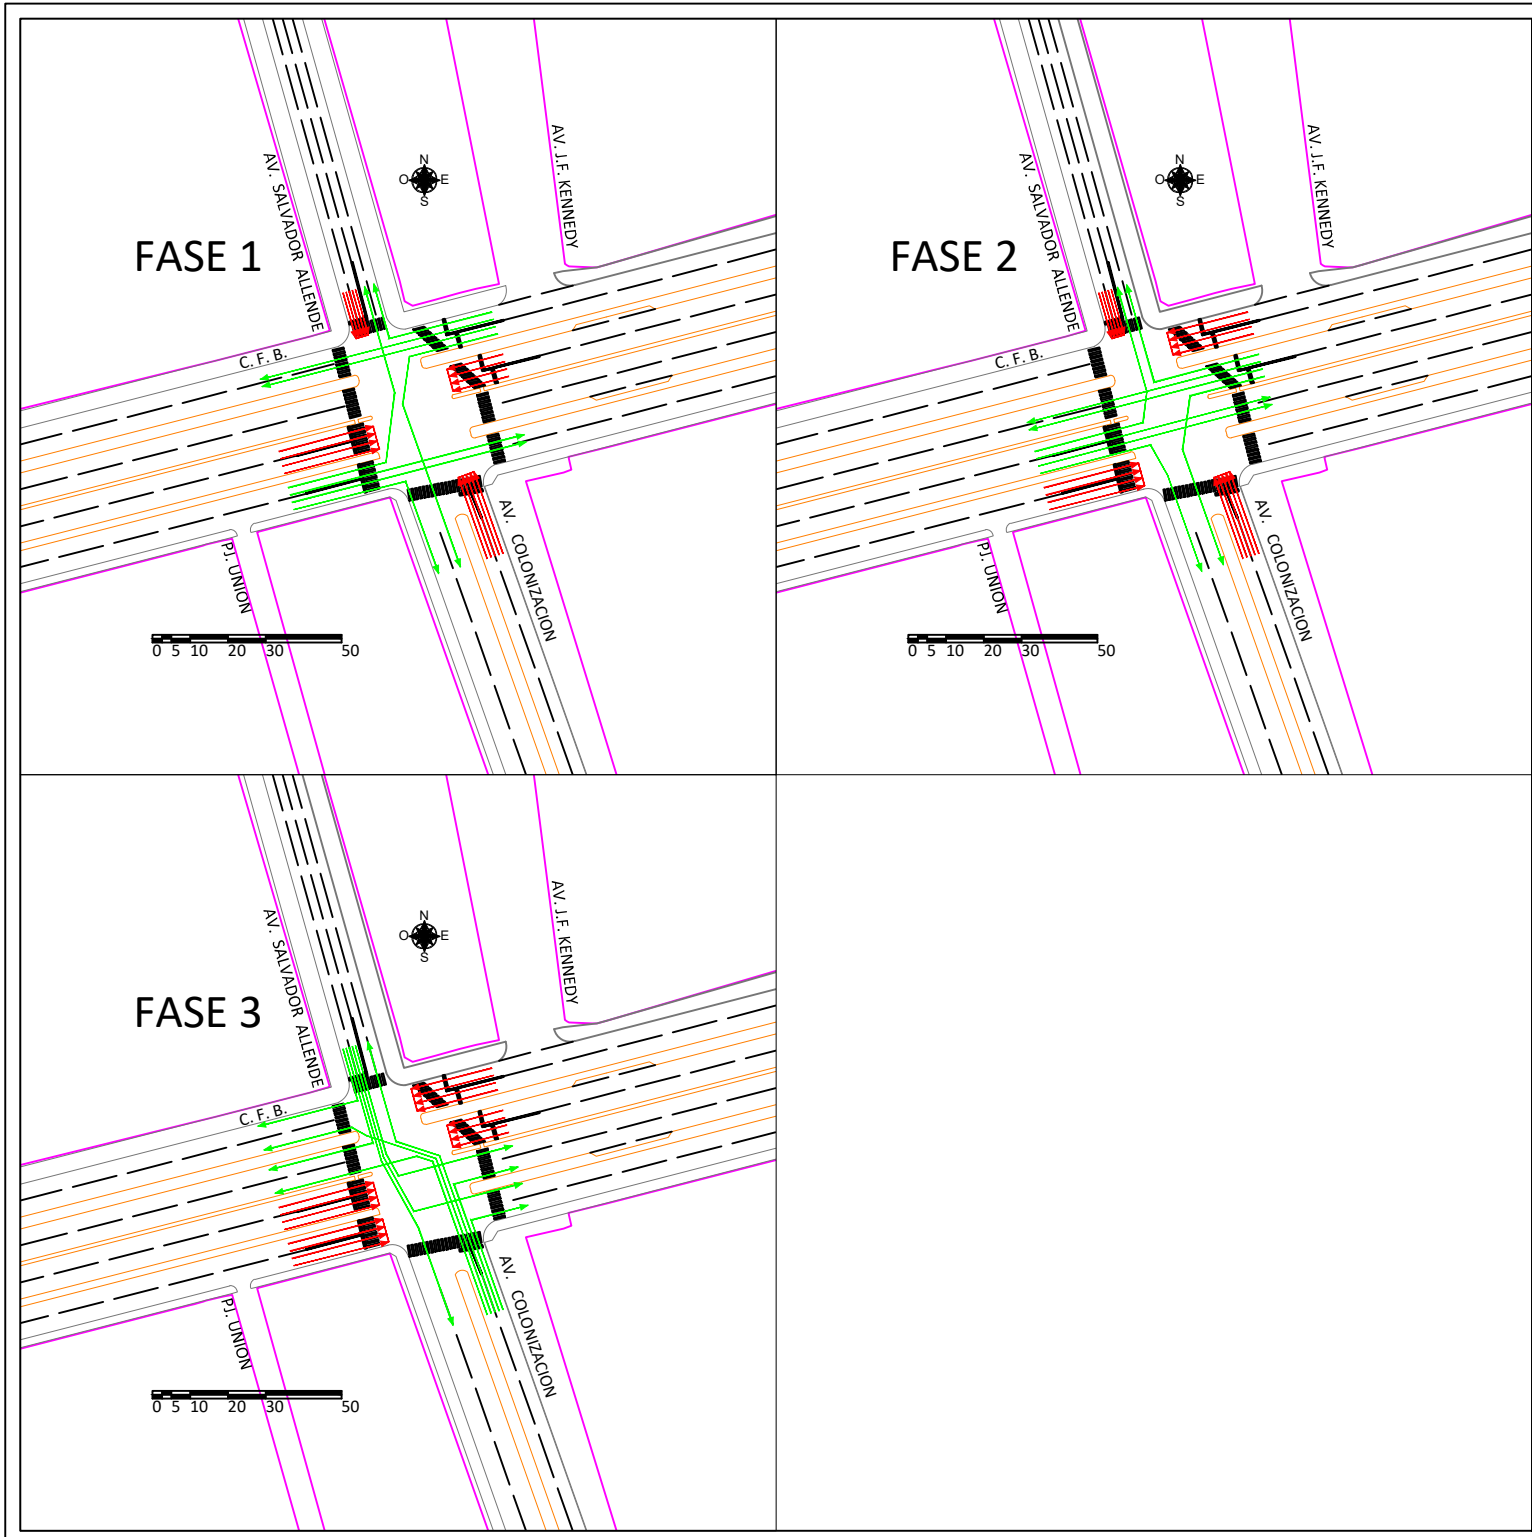 FASE 1
AV. SALVADOR ALLENDE
AV. J.F. KENNEDY
N
O E
S
C. F. B.
PJ. UNION
AV. COLONIZACION
0 5 10 20 30 50
FASE 2
AV. SALVADOR ALLENDE
AV. J.F. KENNEDY
N
O E
S
C. F. B.
PJ. UNION
AV. COLONIZACION
0 5 10 20 30 50
FASE 3
AV. SALVADOR ALLENDE
AV. J.F. KENNEDY
N
O E
S
C. F. B.
PJ. UNION
AV. COLONIZACION
0 5 10 20 30 50